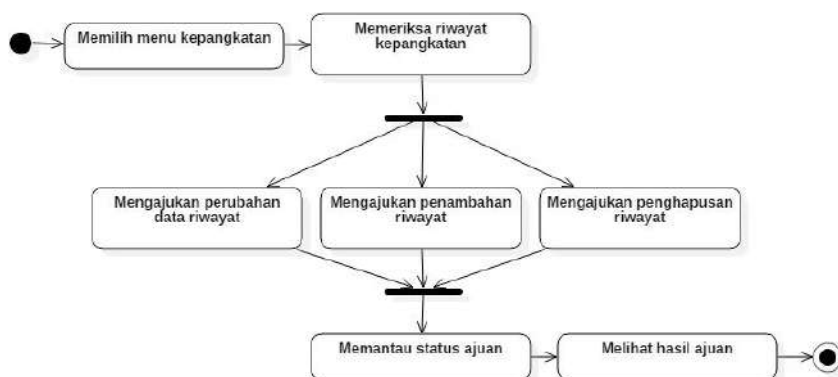 Memilih menu kepangkatan
Memeriksa riwayat
kepangkatan
Mengajukan perubahan
data riwayat
Mengajukan penambahan
riwayat
Mengajukan penghapusan
riwayat
Memantau status ajuan
Melihat hasil ajuan